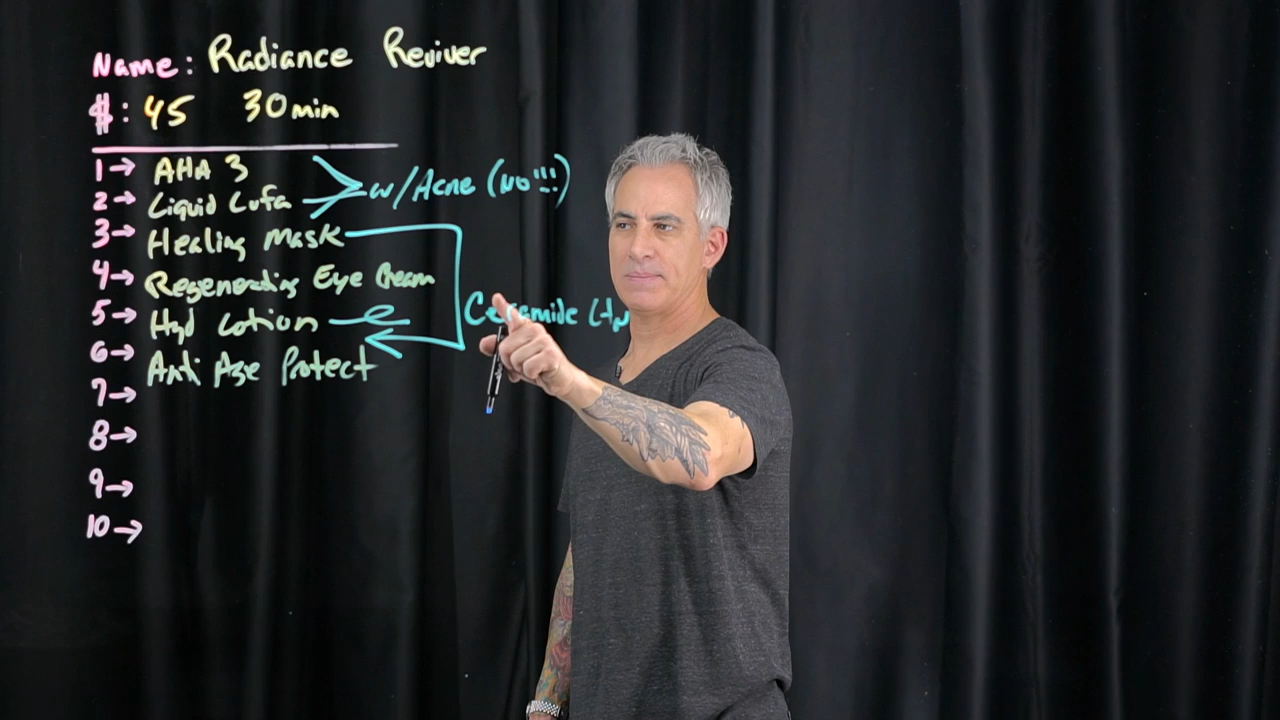 Name: Radiance Reviver
$: 45 30min
1→ AHA 3
2→ Liquid Lufa
w/Acne (NO!!!)
3→ Healing Mask
4→ Regenerating Eye Cream
5→ Hyd Lotion
Ceramide
6→ Anti Age Protect
7→
8→
9→
10→